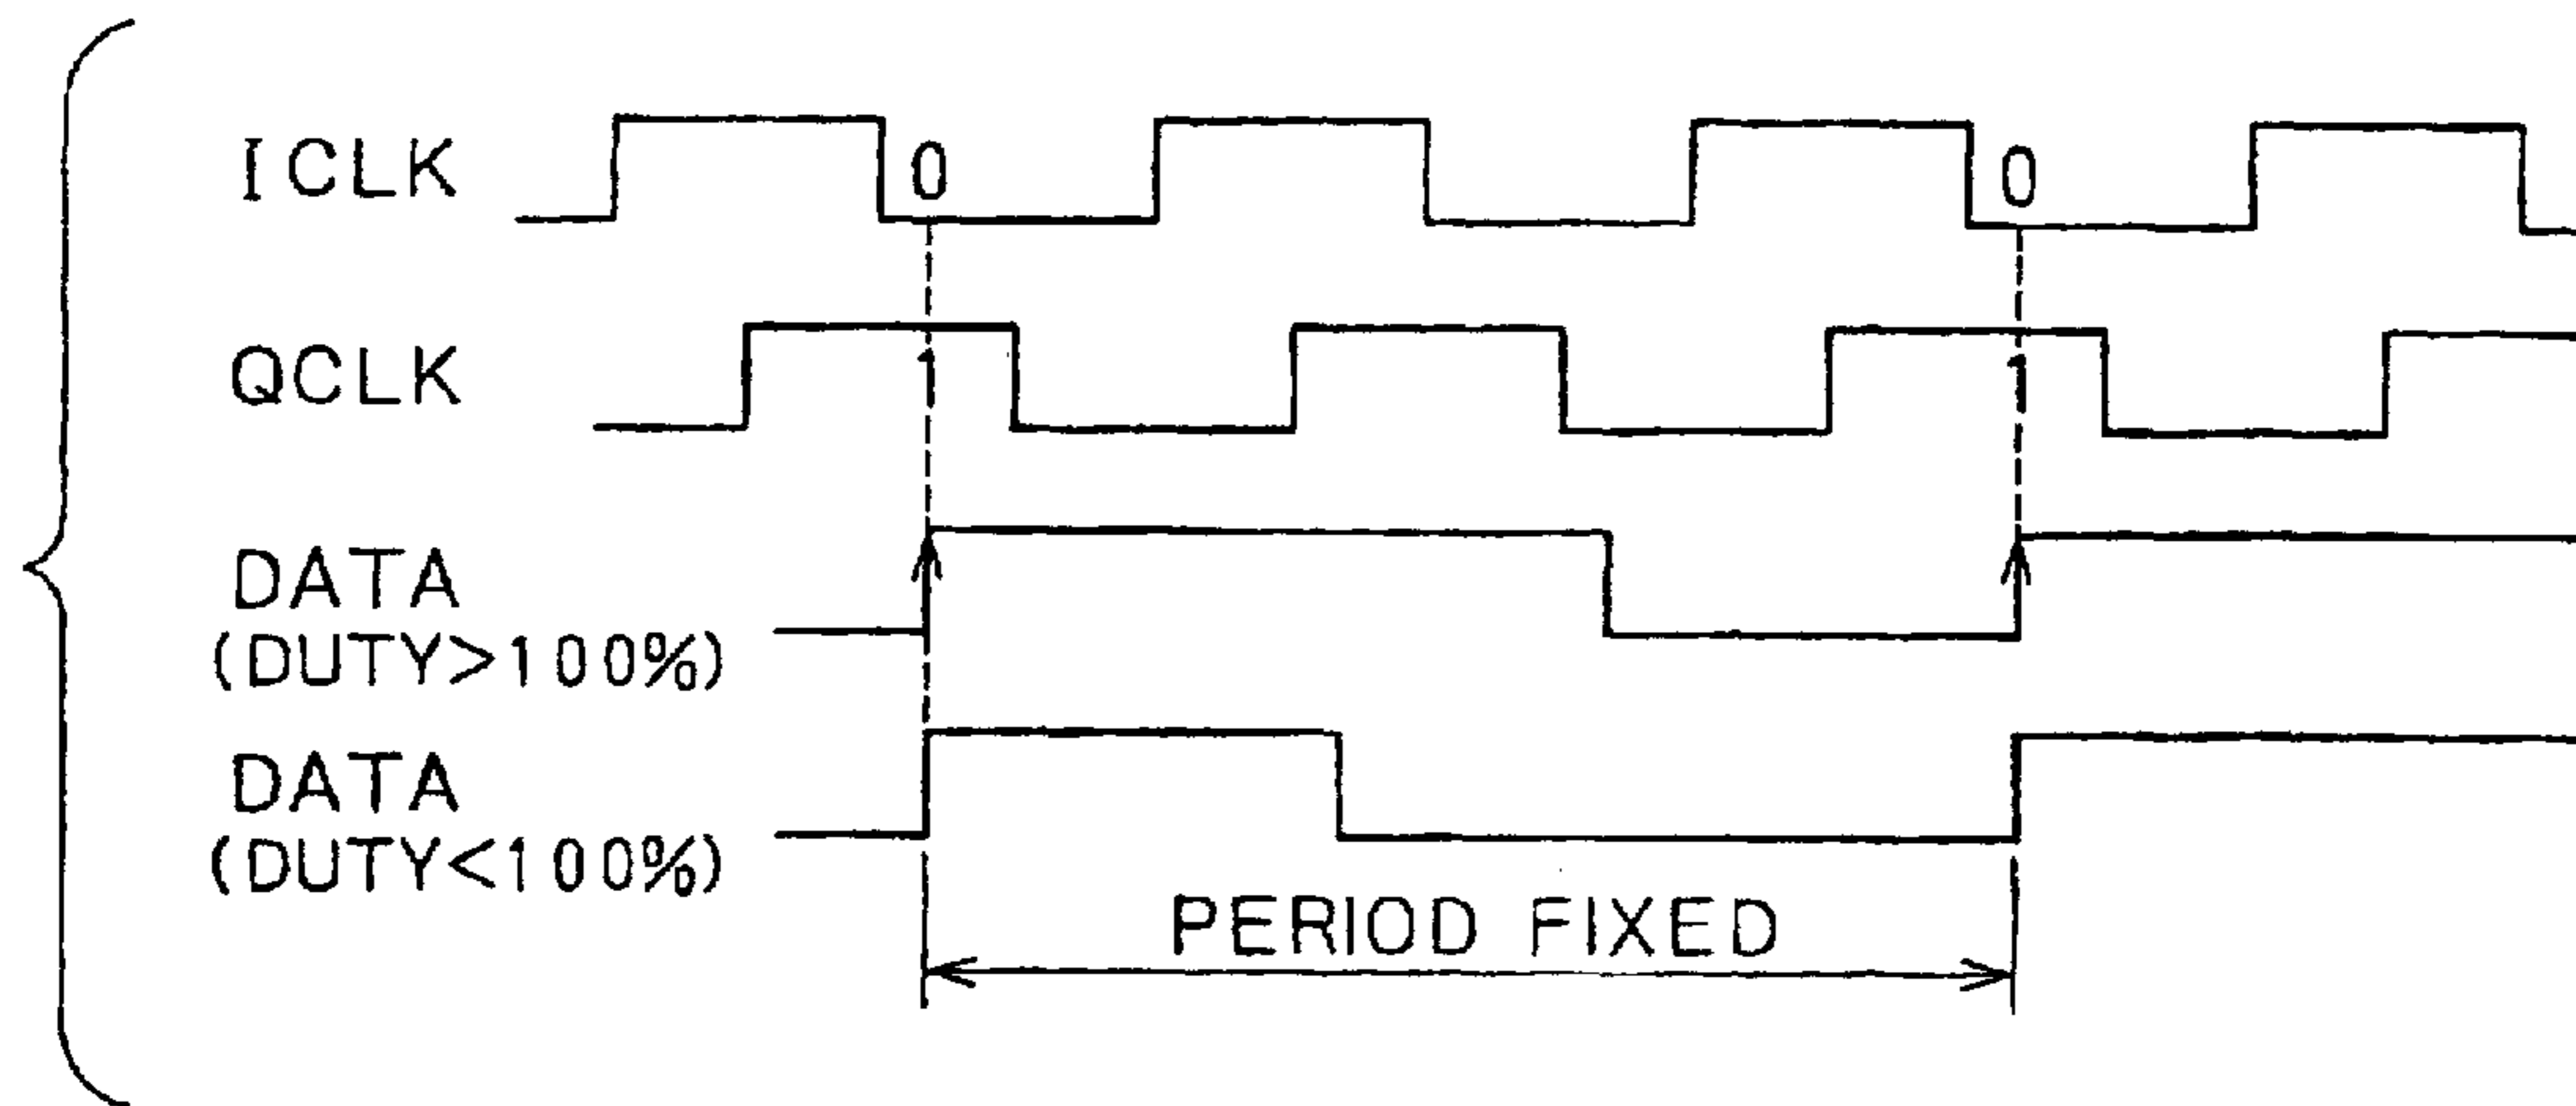 ICLK
0
0
QCLK
1
1
DATA
(DUTY>100%)
DATA
(DUTY<100%)
PERIOD FIXED